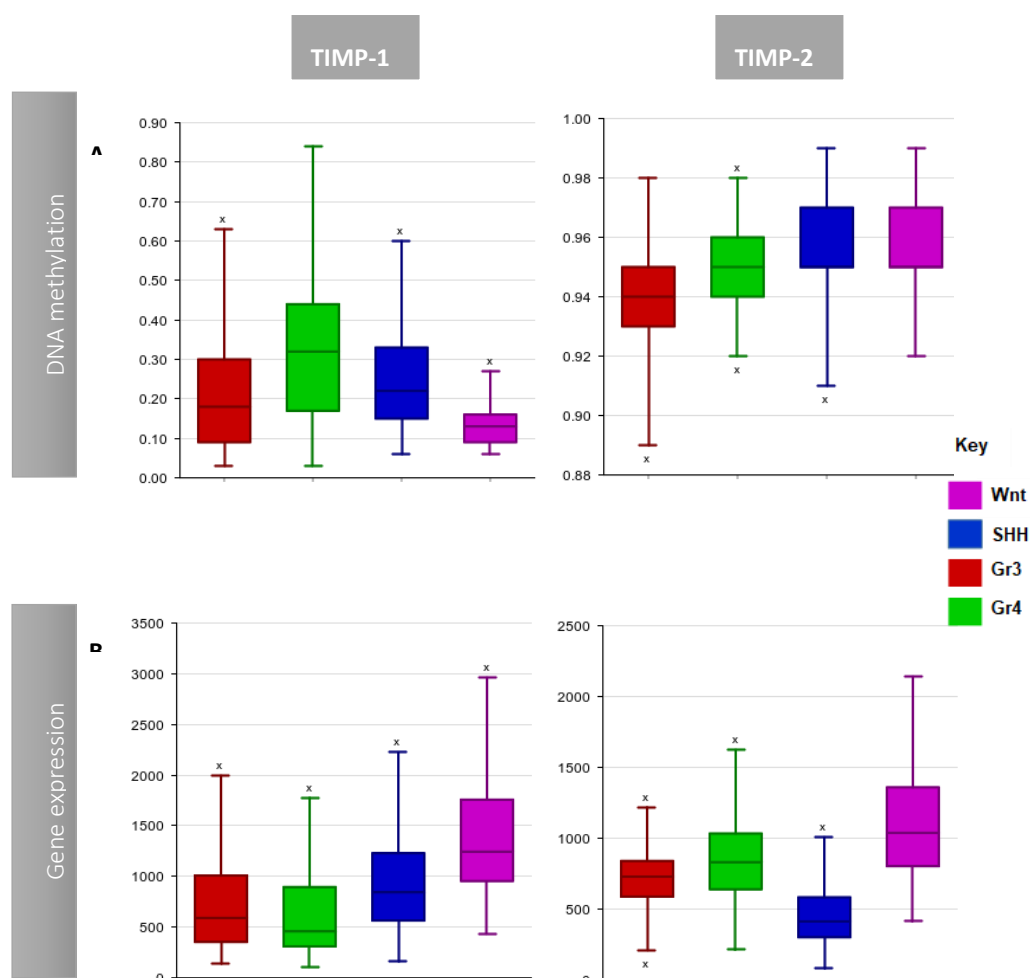 TIMP-1
TIMP-2
DNA methylation
A
0.90
0.80
0.70
0.60
0.50
0.40
0.30
0.20
0.10
0.00
x
x
x
1.00
0.98
0.96
0.94
0.92
0.90
0.88
x
x
x
x
Key
Wnt
SHH
Gr3
Gr4
Gene expression
B
3500
3000
2500
2000
1500
1000
500
0
x
x
x
x
2500
2000
1500
1000
500
0
x
x
x
x